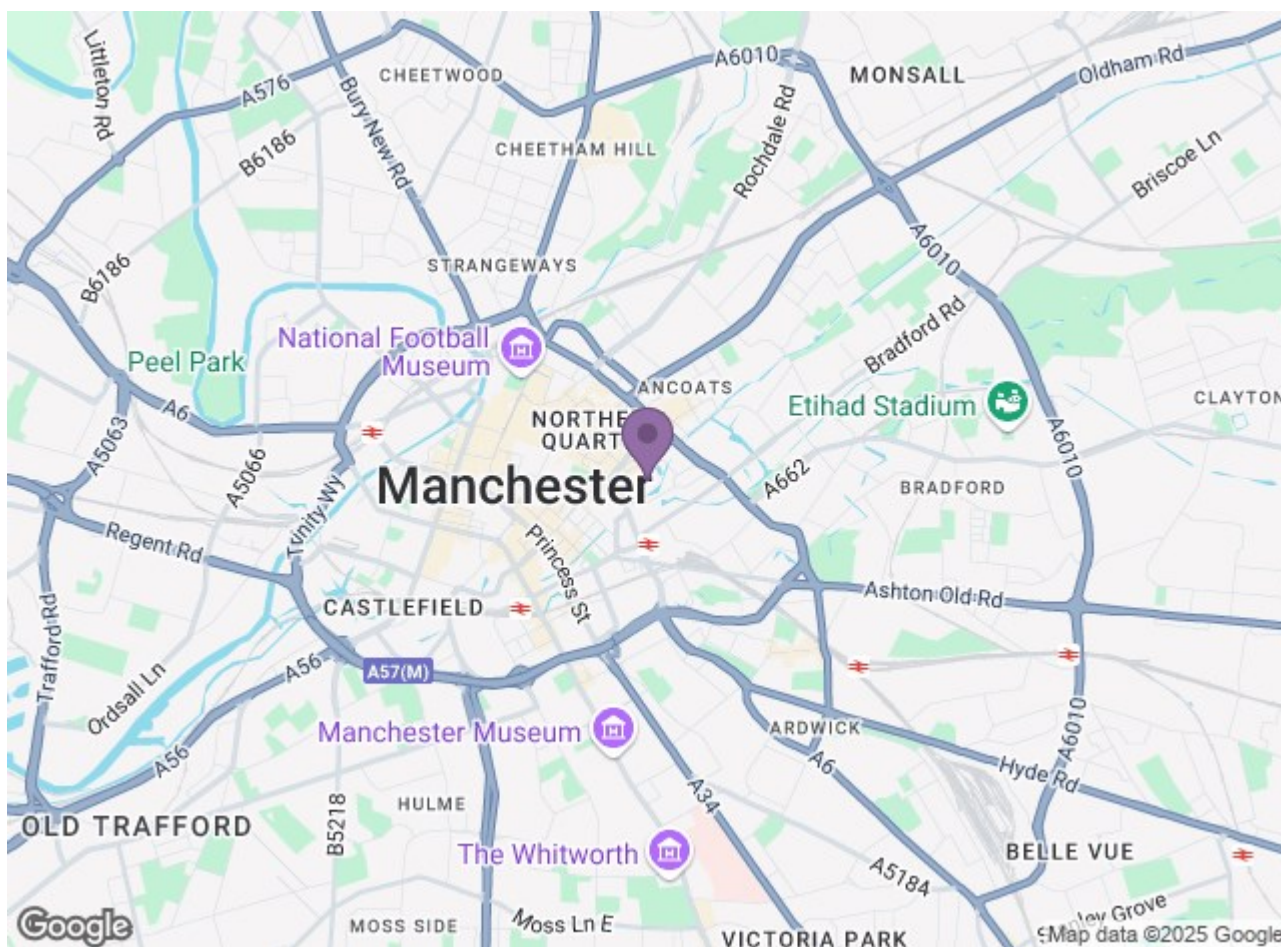 Littleton Rd
A576
CHEETWOOD
Bury New Rd
B6186
CHEETHAM HILL
A6010
MONSALL
Oldham Rd
Rochdale Rd
Briscoe Ln
B6186
STRANGEWAYS
A6010
National Football
Museum
Peel Park
Bradford Rd
ANCOATS
Etihad Stadium
CLAYTON
A6
A5063
NORTHE
QUART
A5066
A6010
Manchester
A662
BRADFORD
Trinity Wy
Regent Rd
Princess St
CASTLEFIELD
Ashton Old Rd
Trafford Rd
A56
A57(M)
Ordsall Ln
Manchester Museum
ARDWICK
A6010
A56
A6
Hyde Rd
A34
HULME
B5218
OLD TRAFFORD
The Whitworth
BELLE VUE
A5184
Google
MOSS SIDE
Moss Ln E
VICTORIA PARK
Grove
Map data ©2025 Google